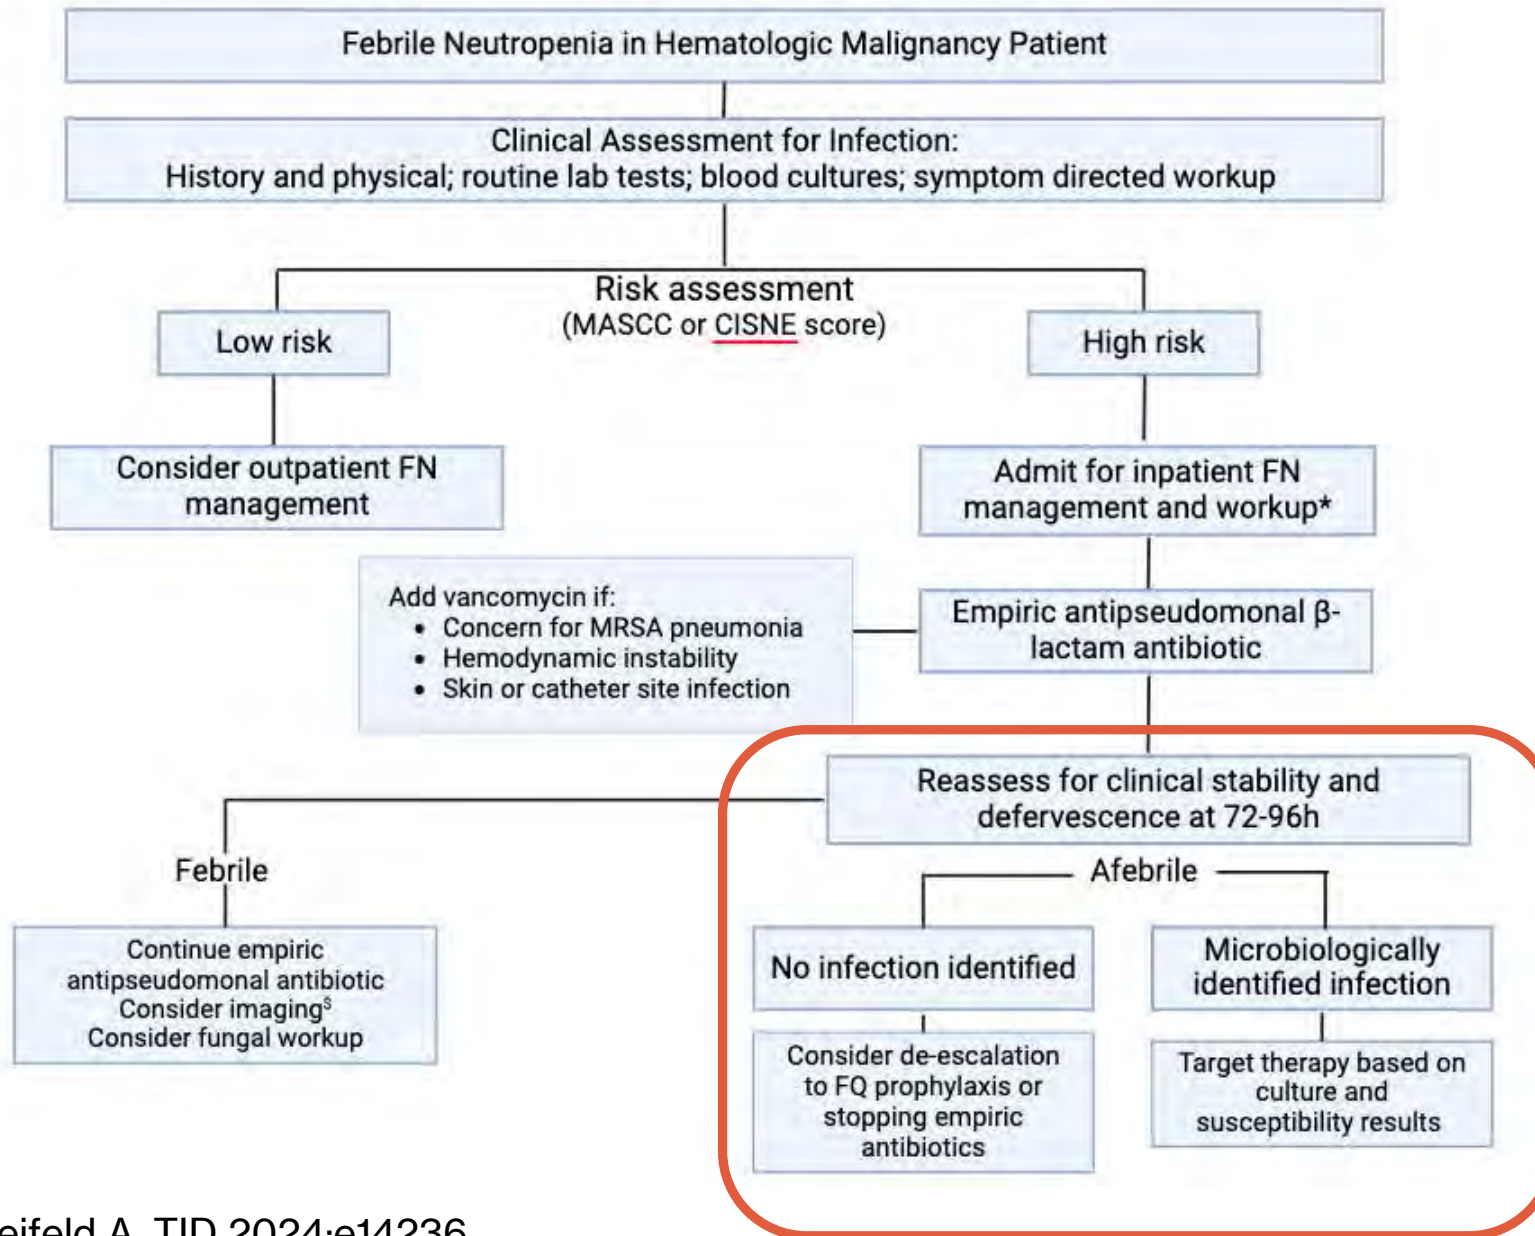 Febrile Neutropenia in Hematologic Malignancy Patient
Clinical Assessment for Infection:
History and physical; routine lab tests; blood cultures; symptom directed workup
Risk assessment
(MASCC or CISNE score)
Low risk
High risk
Consider outpatient FN
management
Admit for inpatient FN
management and workup*
Add vancomycin if:
• Concern for MRSA pneumonia
• Hemodynamic instability
• Skin or catheter site infection
Empiric antipseudomonal β-
lactam antibiotic
Reassess for clinical stability and
defervescence at 72-96h
Febrile
Afebrile
Continue empiric
antipseudomonal antibiotic
Consider imaging$
Consider fungal workup
No infection identified
Microbiologically
identified infection
Consider de-escalation
to FQ prophylaxis or
stopping empiric
antibiotics
Target therapy based on
culture and
susceptibility results
eifeld A. TID 2024:e14236